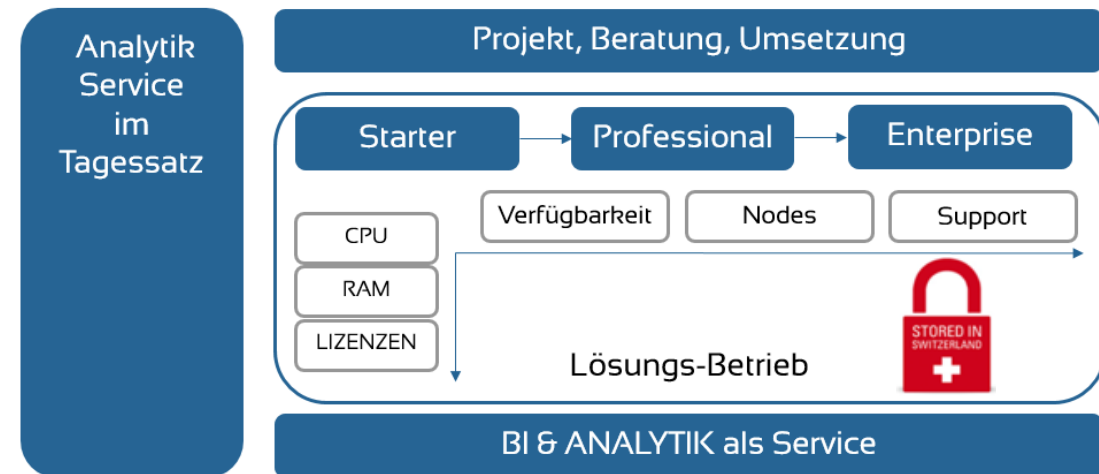 Analytik
Service
im
Tagessatz
Projekt, Beratung, Umsetzung
Starter
Professional
Enterprise
Verfügbarkeit
Nodes
Support
CPU
RAM
LIZENZEN
STORED IN
SWITZERLAND
Lösungs-Betrieb
BI & ANALYTIK als Service